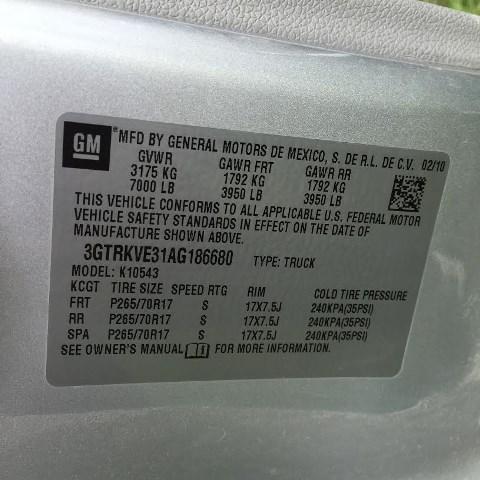 GM ®MFD BY GENERAL MOTORS DE MEXICO, S. DE R.L. DE C.V. 02/10
GVWR GAWR FRT GAWR RR
3175 KG 1792 KG 1792 KG
7000 LB 3950 LB 3950 LB
THIS VEHICLE CONFORMS TO ALL APPLICABLE U.S. FEDERAL MOTOR
VEHICLE SAFETY STANDARDS IN EFFECT ON THE DATE OF
MANUFACTURE SHOWN ABOVE.
3GTRKVE31AG186680 TYPE: TRUCK
MODEL: K10543
KCGT TIRE SIZE SPEED RTG RIM COLD TIRE PRESSURE
FRT P265/70R17 S 17X7.5J 240KPA(35PSI)
RR P265/70R17 S 17X7.5J 240KPA(35PSI)
SPA P265/70R17 S 17X7.5J 240KPA(35PSI)
SEE OWNER'S MANUAL FOR MORE INFORMATION.